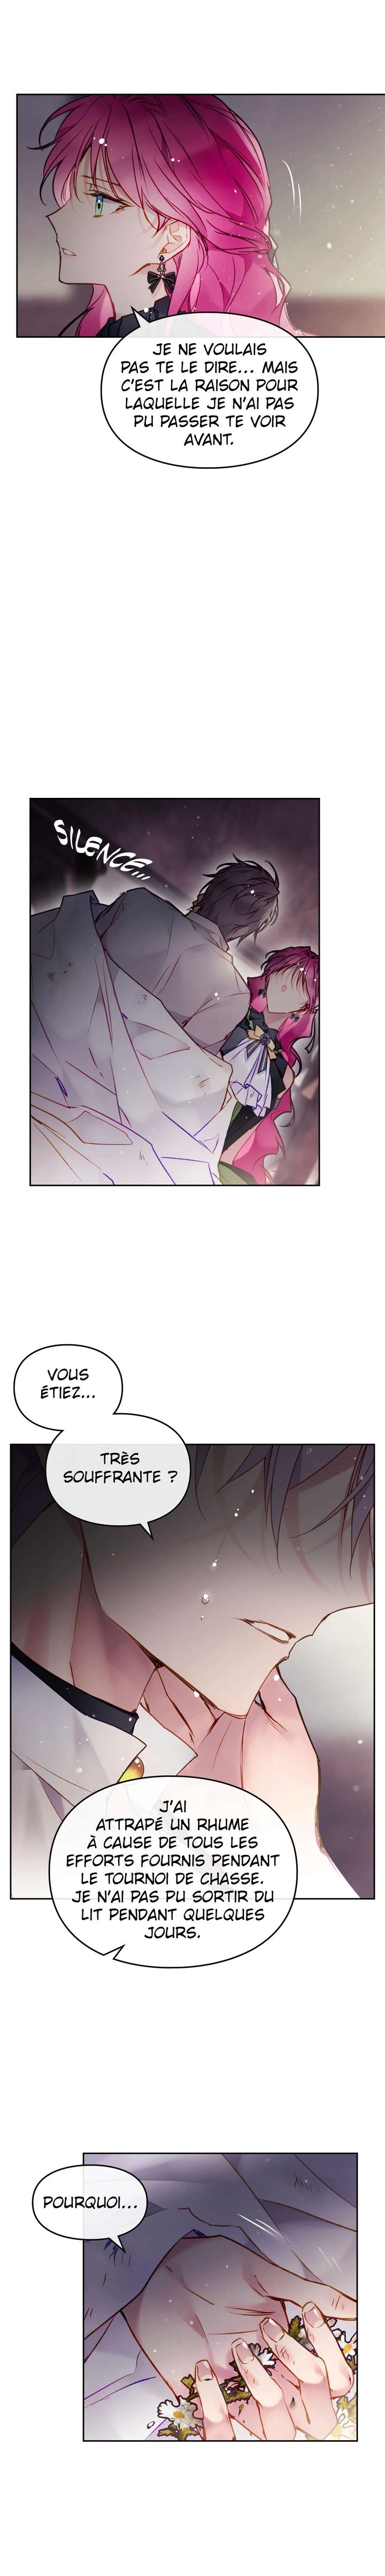 JE NE VOULAIS
PAS TE LE DIRE... MAIS
C'EST LA RAISON POUR
LAQUELLE JE N'AI PAS
PU PASSER TE VOIR
AVANT.
SILENCE...
VOUS
ÉTIEZ...
TRÈS
SOUFFRANTE ?
J'AI
ATTRAPÉ UN RHUME
À CAUSE DE TOUS LES
EFFORTS FOURNIS PENDANT
LE TOURNOI DE CHASSE.
JE N'AI PAS PU SORTIR DU
LIT PENDANT QUELQUES
JOURS.
POURQUOI...